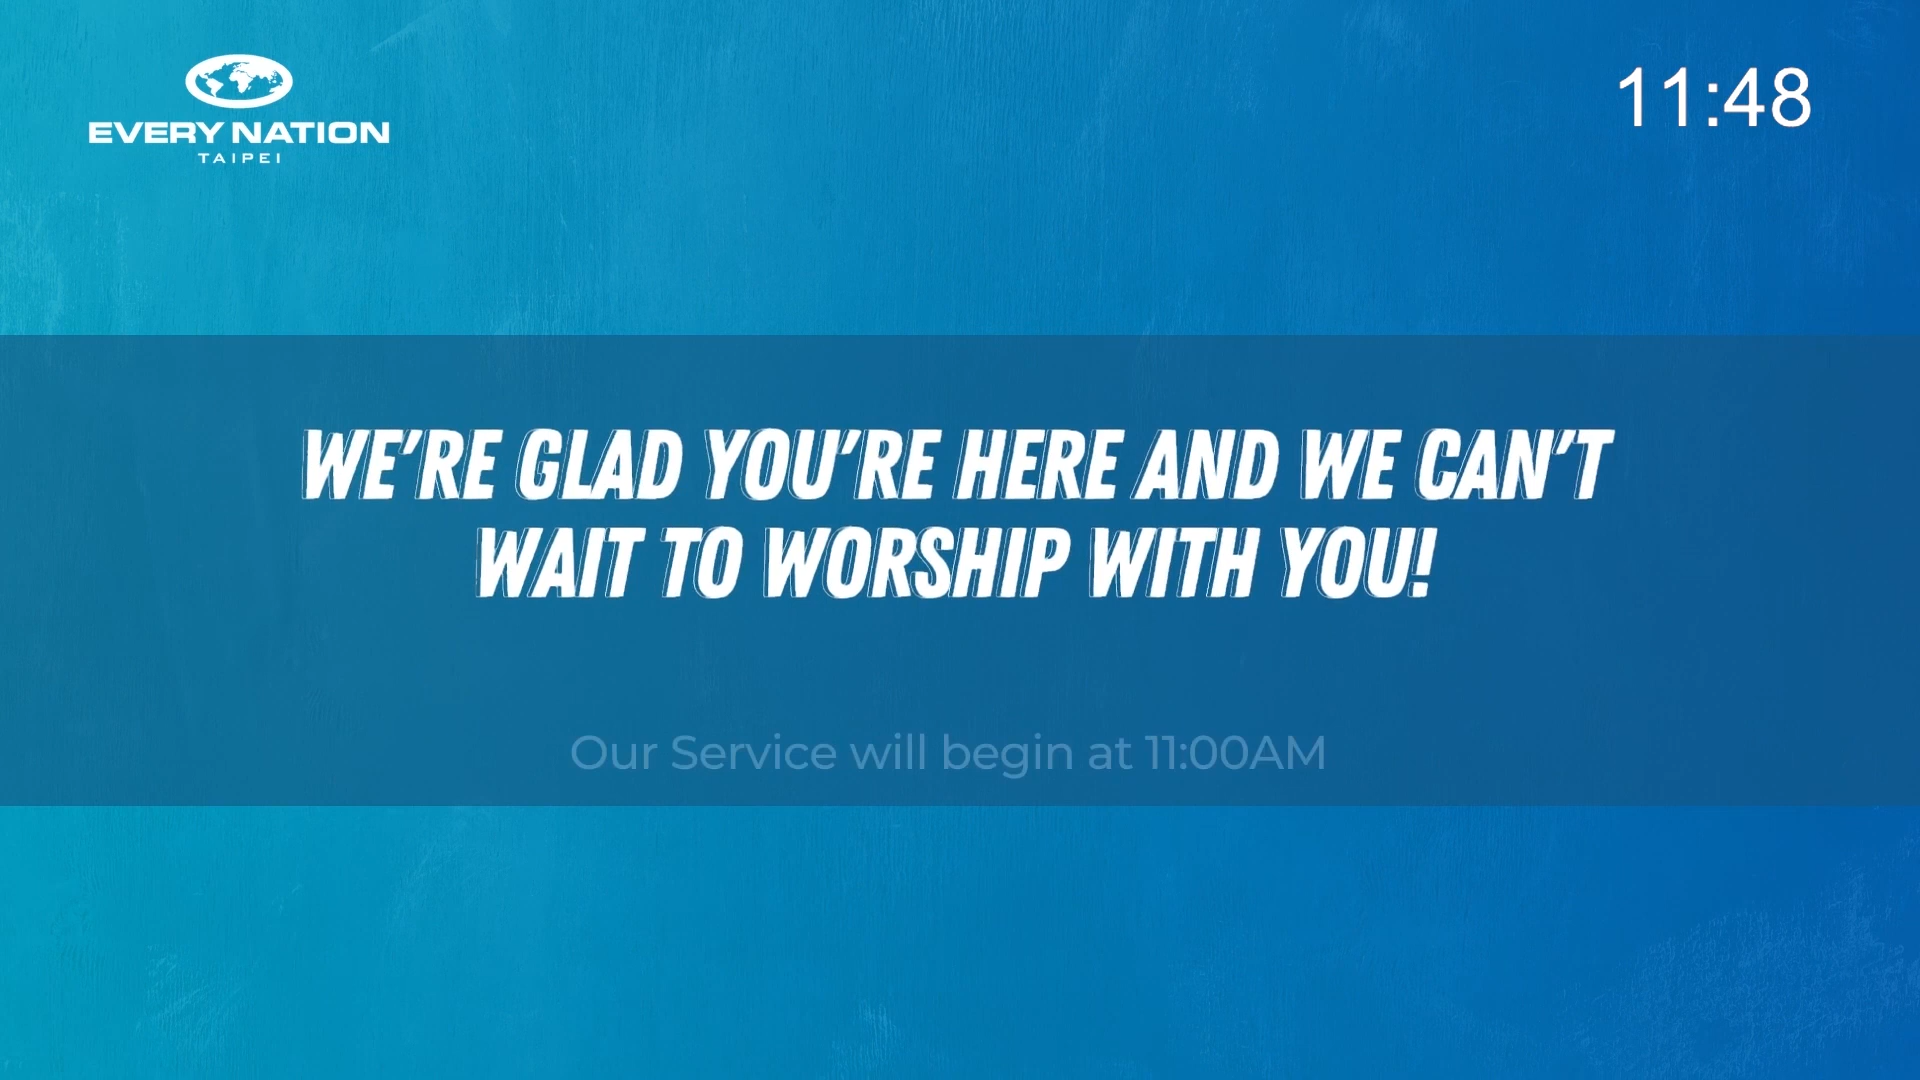 EVERY NATION
TAIPEI
11:48
WE'RE GLAD YOU'RE HERE AND WE CAN'T
WAIT TO WORSHIP WITH YOU!
Our Service will begin at 11:00AM